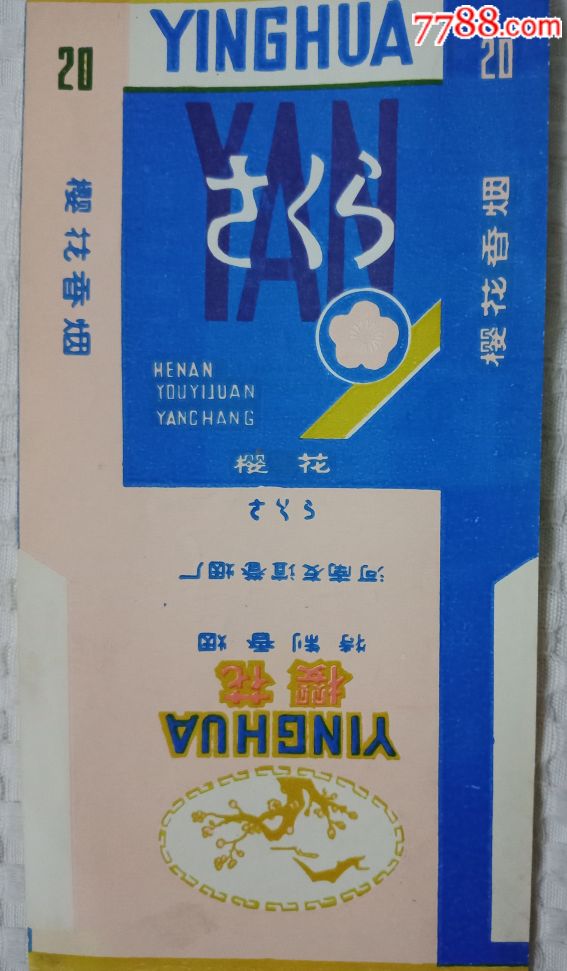 7788.com
20
YINGHUA
20
YAN
さくら
樱花香烟
樱花香烟
HENAN
YOUYIJUAN
YANCHANG
樱花
YINGHUA
樱花
特制香烟
河南友谊卷烟厂
さくら